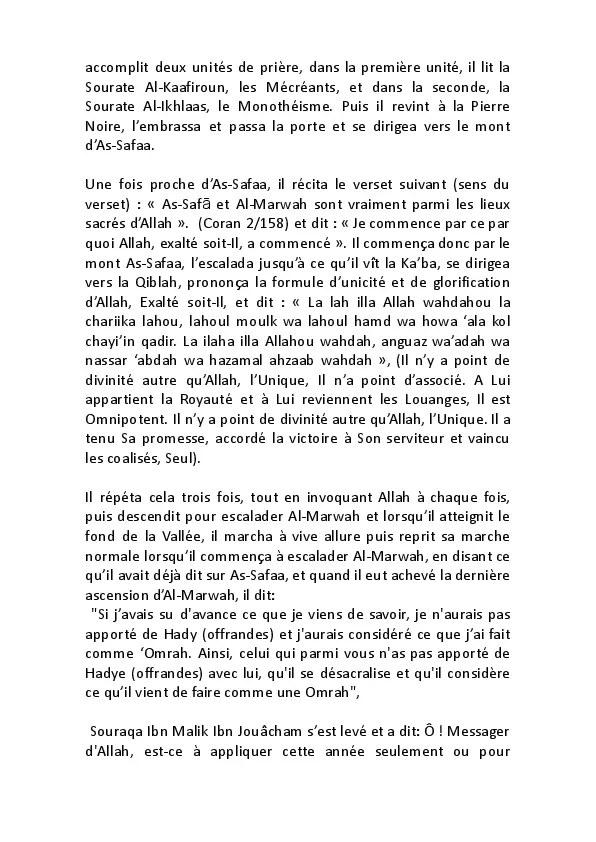 accomplit deux unités de prière, dans la première unité, il lit la
Sourate Al-Kaafiroun, les Mécréants, et dans la seconde, la
Sourate Al-Ikhlaas, le Monothéisme. Puis il revint à la Pierre
Noire, l’embrassa et passa la porte et se dirigea vers le mont
d’As-Safaa.
Une fois proche d’As-Safaa, il récita le verset suivant (sens du
verset) : « As-Safā et Al-Marwah sont vraiment parmi les lieux
sacrés d’Allah ». (Coran 2/158) et dit : « Je commence par ce par
quoi Allah, exalté soit-Il, a commencé ». Il commença donc par le
mont As-Safaa, l’escalada jusqu’à ce qu’il vît la Ka’ba, se dirigea
vers la Qiblah, prononça la formule d’unicité et de glorification
d’Allah, Exalté soit-Il, et dit : « La lah illa Allah wahdahou la
chariika lahou, lahoul moulk wa lahoul hamd wa howa ‘ala kol
chayi’in qadir. La ilaha illa Allahou wahdah, anguaz wa’adah wa
nassar ‘abdah wa hazamal ahzaab wahdah », (Il n’y a point de
divinité autre qu’Allah, l’Unique, Il n’a point d’associé. A Lui
appartient la Royauté et à Lui reviennent les Louanges, Il est
Omnipotent. Il n’y a point de divinité autre qu’Allah, l’Unique. Il a
tenu Sa promesse, accordé la victoire à Son serviteur et vaincu
les coalisés, Seul).
Il répéta cela trois fois, tout en invoquant Allah à chaque fois,
puis descendit pour escalader Al-Marwah et lorsqu’il atteignit le
fond de la Vallée, il marcha à vive allure puis reprit sa marche
normale lorsqu’il commença à escalader Al-Marwah, en disant ce
qu’il avait déjà dit sur As-Safaa, et quand il eut achevé la dernière
ascension d’Al-Marwah, il dit:
"Si j’avais su d'avance ce que je viens de savoir, je n'aurais pas
apporté de Hady (offrandes) et j'aurais considéré ce que j’ai fait
comme ‘Omrah. Ainsi, celui qui parmi vous n'as pas apporté de
Hadye (offrandes) avec lui, qu'il se désacralise et qu'il considère
ce qu’il vient de faire comme une Omrah",
Souraqa Ibn Malik Ibn Jouâcham s’est levé et a dit: Ô ! Messager
d'Allah, est-ce à appliquer cette année seulement ou pour